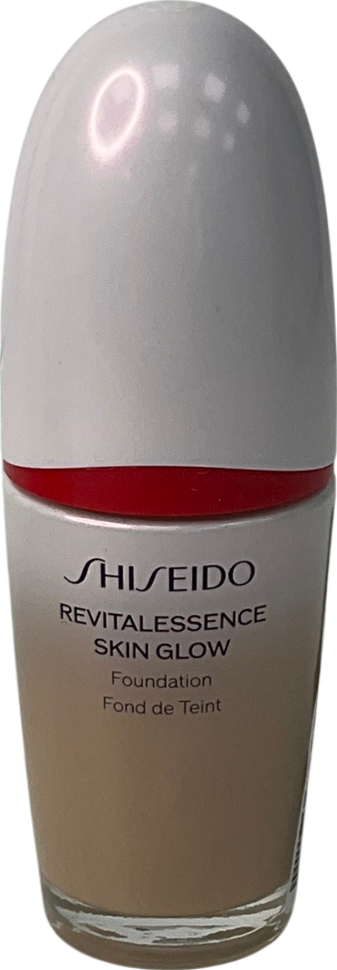 SHISEIDO
REVITALESSENCE
SKIN GLOW
Foundation
Fond de Teint